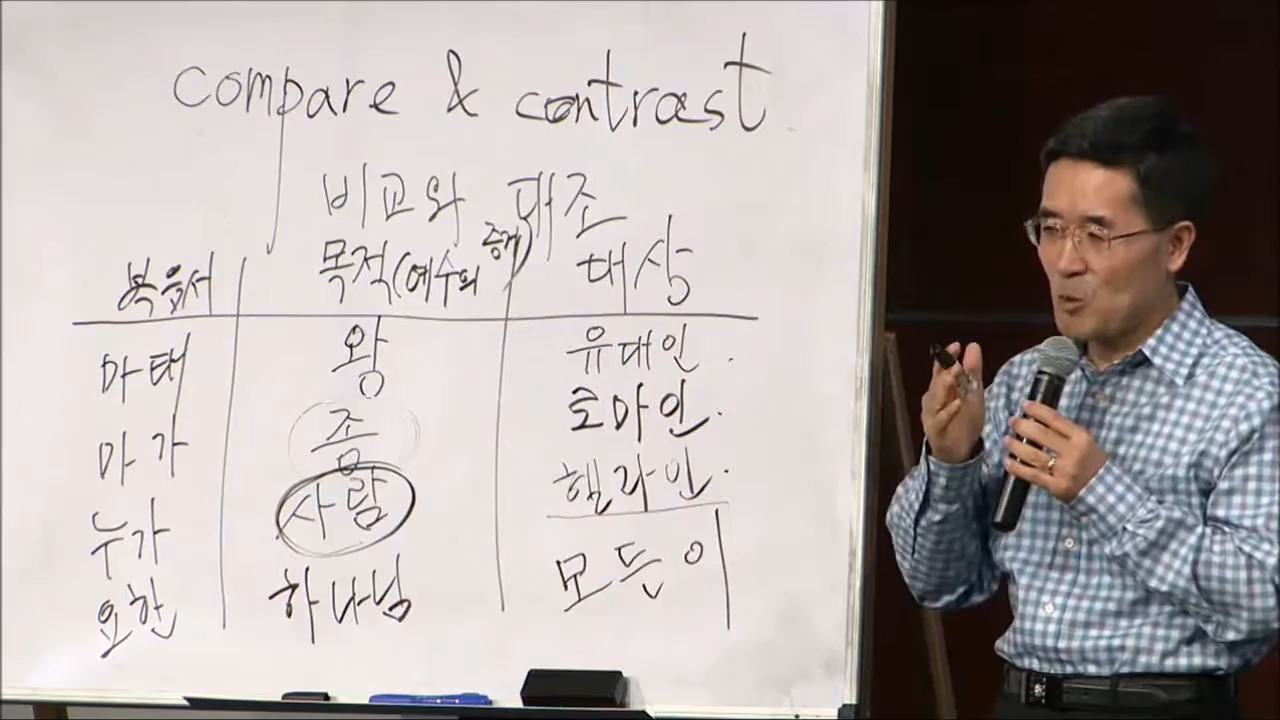 compare & contrast
비교와 대조
복음서 목적(예수의 증거) 대상
마태 왕 유대인.
마가 종 로마인.
누가 사람 헬라인.
요한 하나님 모든이